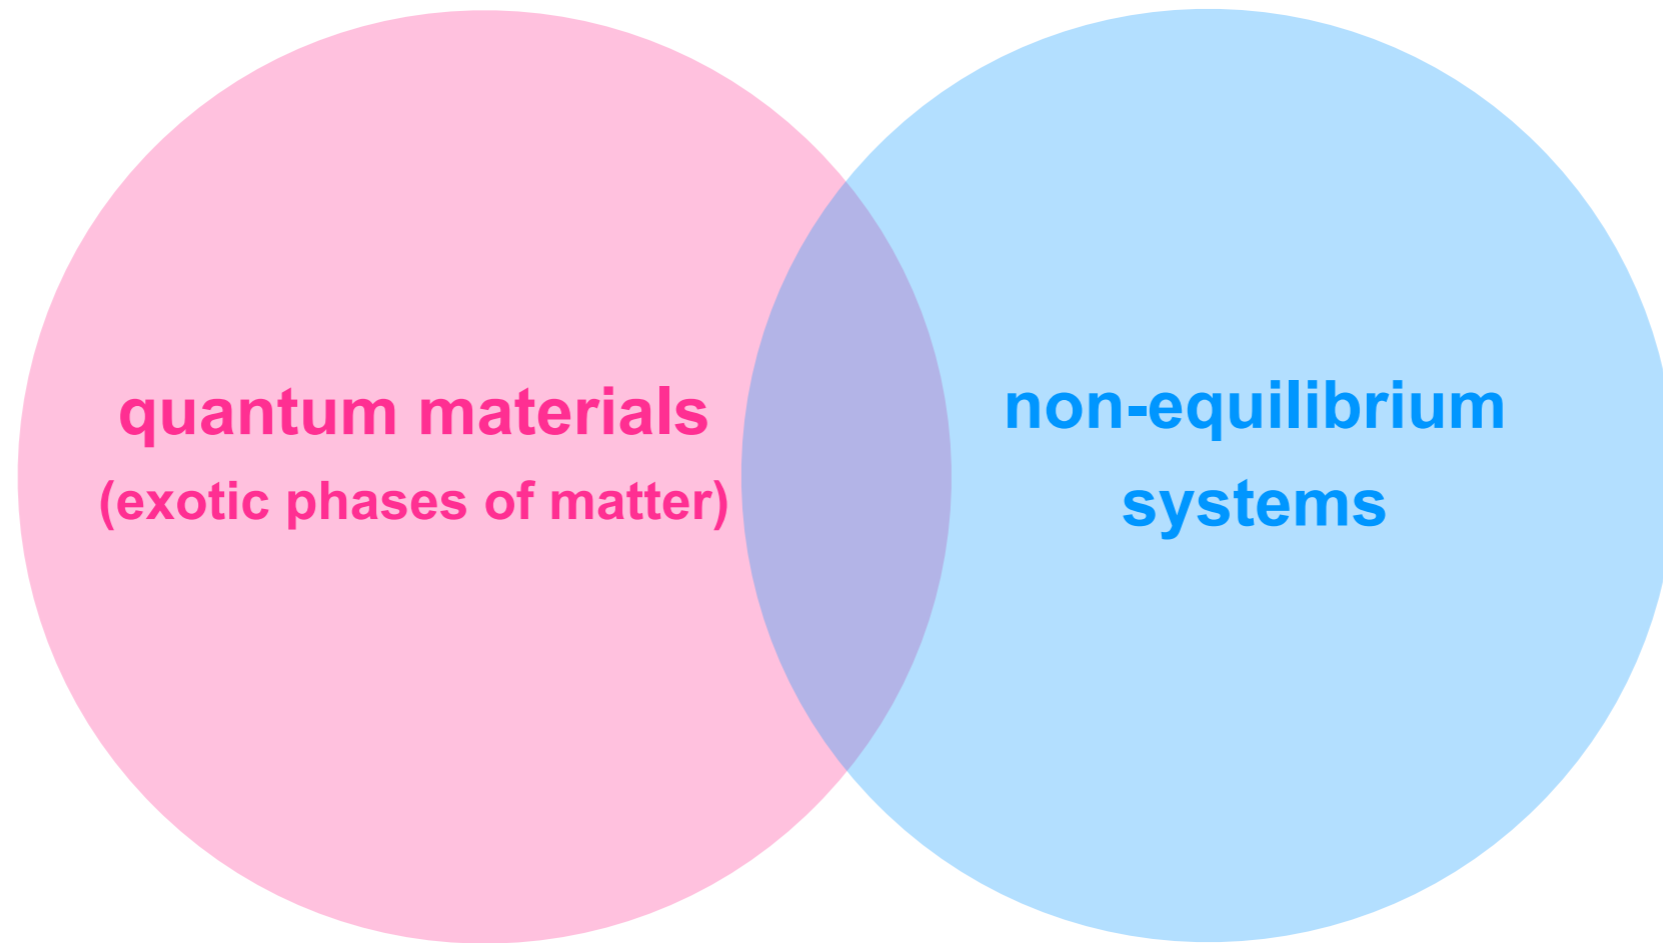 quantum materials
(exotic phases of matter)
non-equilibrium
systems